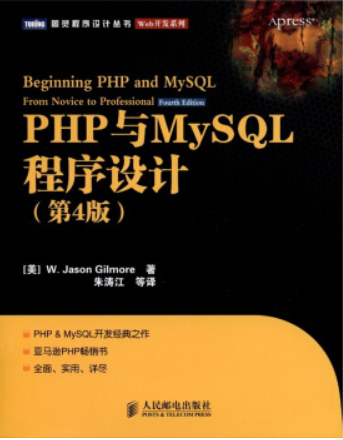 TURING 图灵程序设计丛书 Web开发系列
Apress
Beginning PHP and MySQL
From Novice to Professional Fourth Edition
PHP与MySQL
程序设计
(第4版)
[美] W. Jason Gilmore 著
朱涛江 等译
PHP & MySQL开发经典之作
亚马逊PHP畅销书
全面、实用、详尽
人民邮电出版社
POSTS & TELECOM PRESS